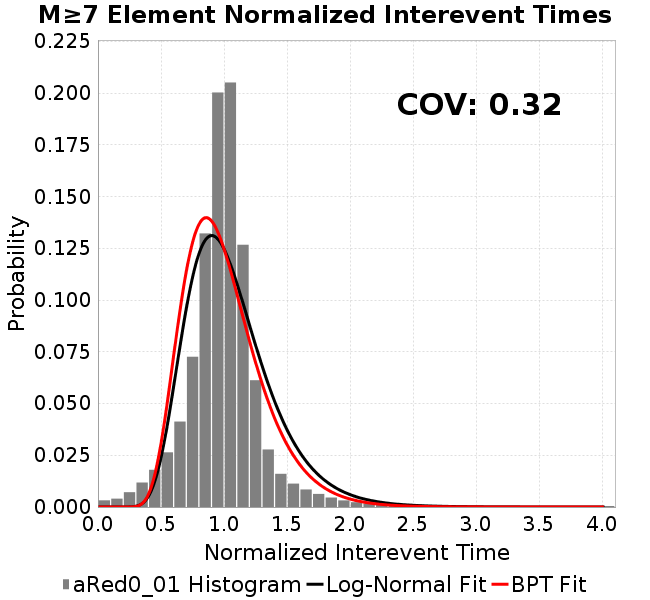 M≥7 Element Normalized Interevent Times
COV: 0.32
Probability
0.225
0.200
0.175
0.150
0.125
0.100
0.075
0.050
0.025
0.000
0.0 0.5 1.0 1.5 2.0 2.5 3.0 3.5 4.0
Normalized Interevent Time
aRed0_01 Histogram Log-Normal Fit BPT Fit